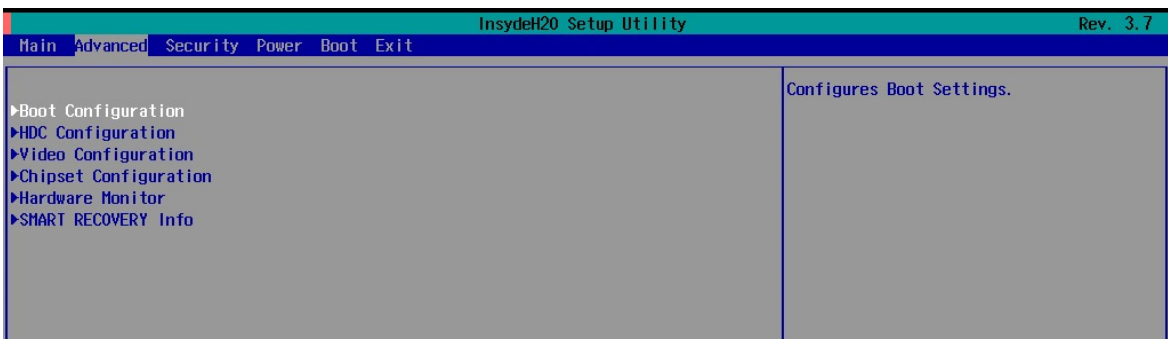 InsydeH20 Setup Utility Rev. 3.7
Main Advanced Security Power Boot Exit
▶Boot Configuration
▶HDC Configuration
▶Video Configuration
▶Chipset Configuration
▶Hardware Monitor
▶SMART RECOVERY Info
Configures Boot Settings.